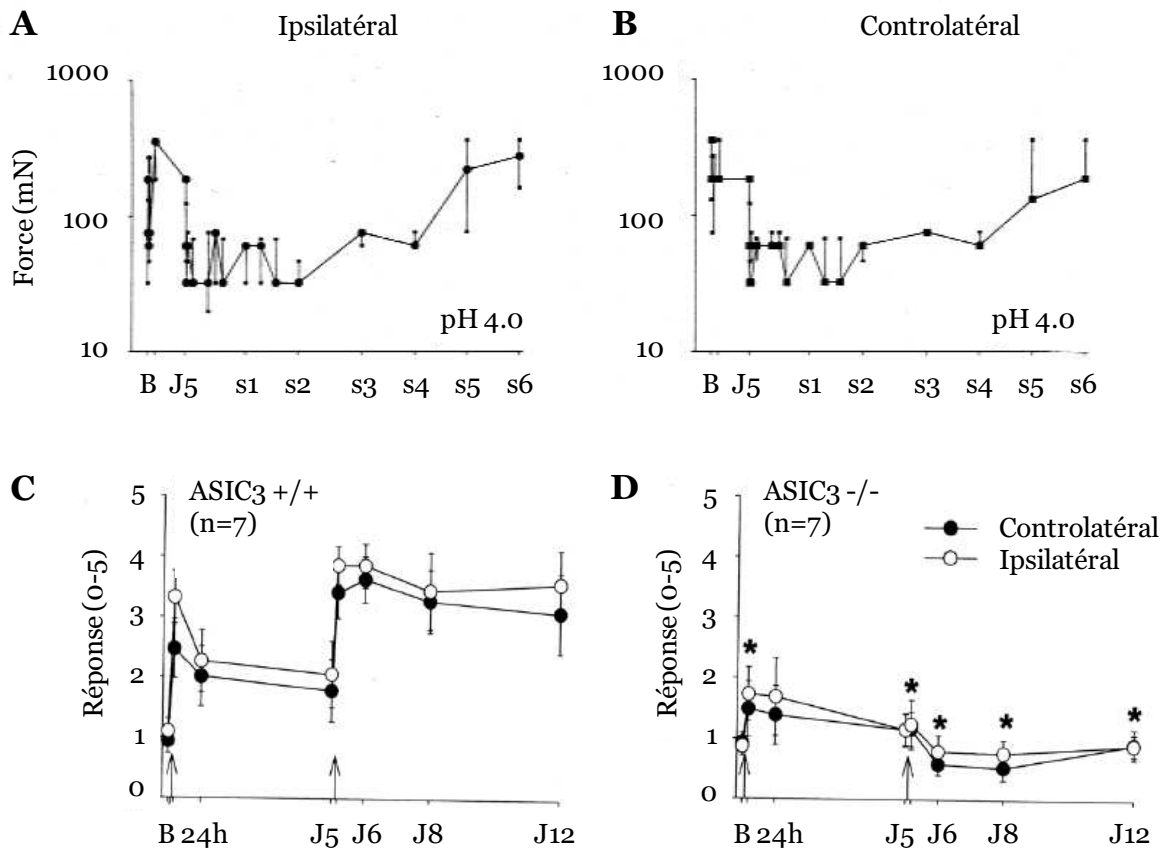 A
Ipsilatéral
B
Controlatéral
1000
100
10
Force (mN)
pH 4.0
B J5 s1 s2 s3 s4 s5 s6
1000
100
10
pH 4.0
B J5 s1 s2 s3 s4 s5 s6
C
ASIC3 +/+
(n=7)
5
4
3
2
1
0
Réponse (0-5)
B 24h J5 J6 J8 J12
D
ASIC3 -/-
(n=7)
Controlatéral
Ipsilatéral
5
4
3
2
1
0
Réponse (0-5)
* * * * *
B 24h J5 J6 J8 J12